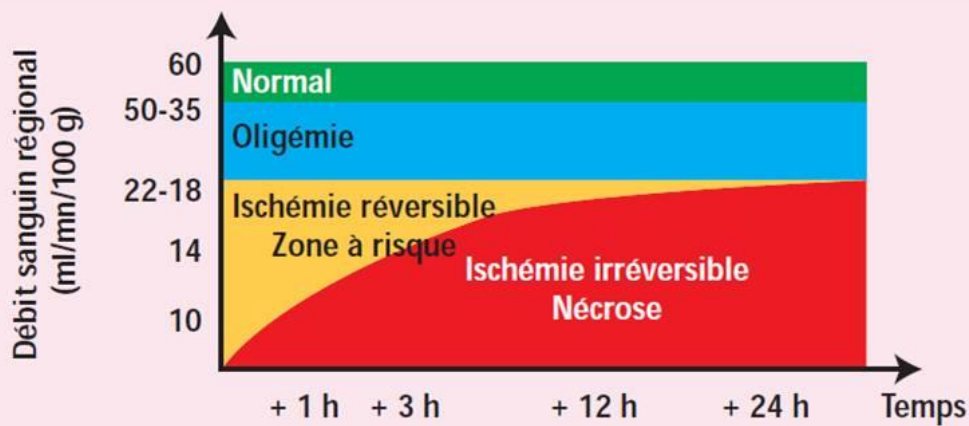 Débit sanguin régional
(ml/mn/100 g)
60
50-35
22-18
14
10
Normal
Oligémie
Ischémie réversible
Zone à risque
Ischémie irréversible
Nécrose
+ 1 h
+ 3 h
+ 12 h
+ 24 h
Temps